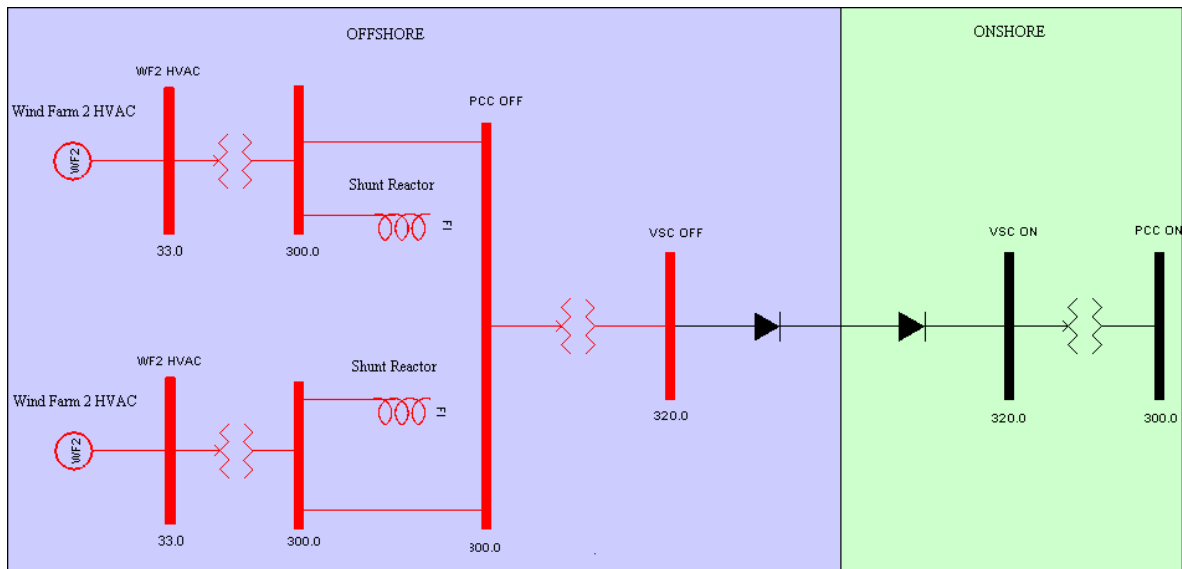 OFFSHORE
ONSHORE
WF2 HVAC
PCC OFF
Wind Farm 2 HVAC
WF2
Shunt Reactor
FI
33.0
300.0
VSC OFF
VSC ON
PCC ON
Shunt Reactor
WF2 HVAC
FI
Wind Farm 2 HVAC
320.0
320.0
300.0
WF2
33.0
300.0
300.0